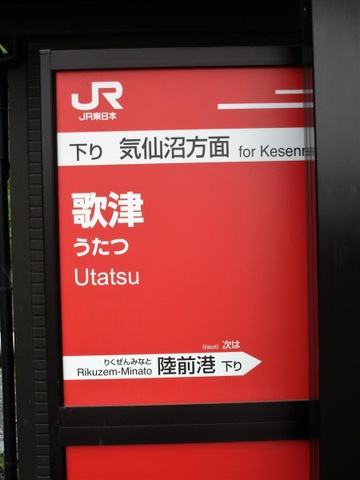 JR
JR東日本
下り 気仙沼方面 for Kesenn
歌津
うたつ
Utatsu
(Next) 次は
りくぜんみなと
Rikuzem-Minato 陸前港 下り